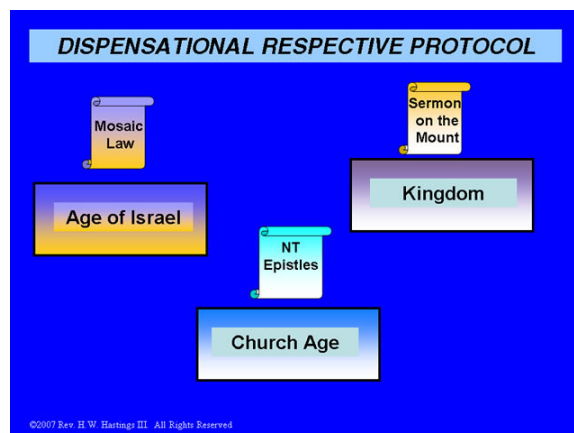 DISPENSATIONAL RESPECTIVE PROTOCOL
Mosaic
Law
Age of Israel
Sermon
on the
Mount
Kingdom
NT
Epistles
Church Age
©2007 Rev. H.W. Hastings III. All Rights Reserved